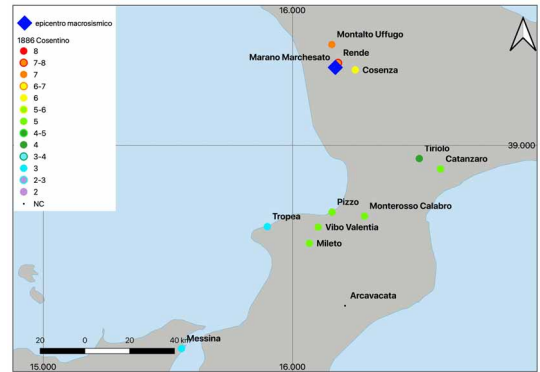 16.000
epicentro macrosismico
1886 Cosentino
8
7-8
7
6-7
6
5-6
5
4-5
4
3-4
3
2-3
2
NC
Montalto Uffugo
Marano Marchesato
Rende
Cosenza
39.000
Tiriolo
Catanzaro
Pizzo
Monterosso Calabro
Tropea
Vibo Valentia
Mileto
Arcavacata
Messina
20 0 20 40 km
15.000
16.000